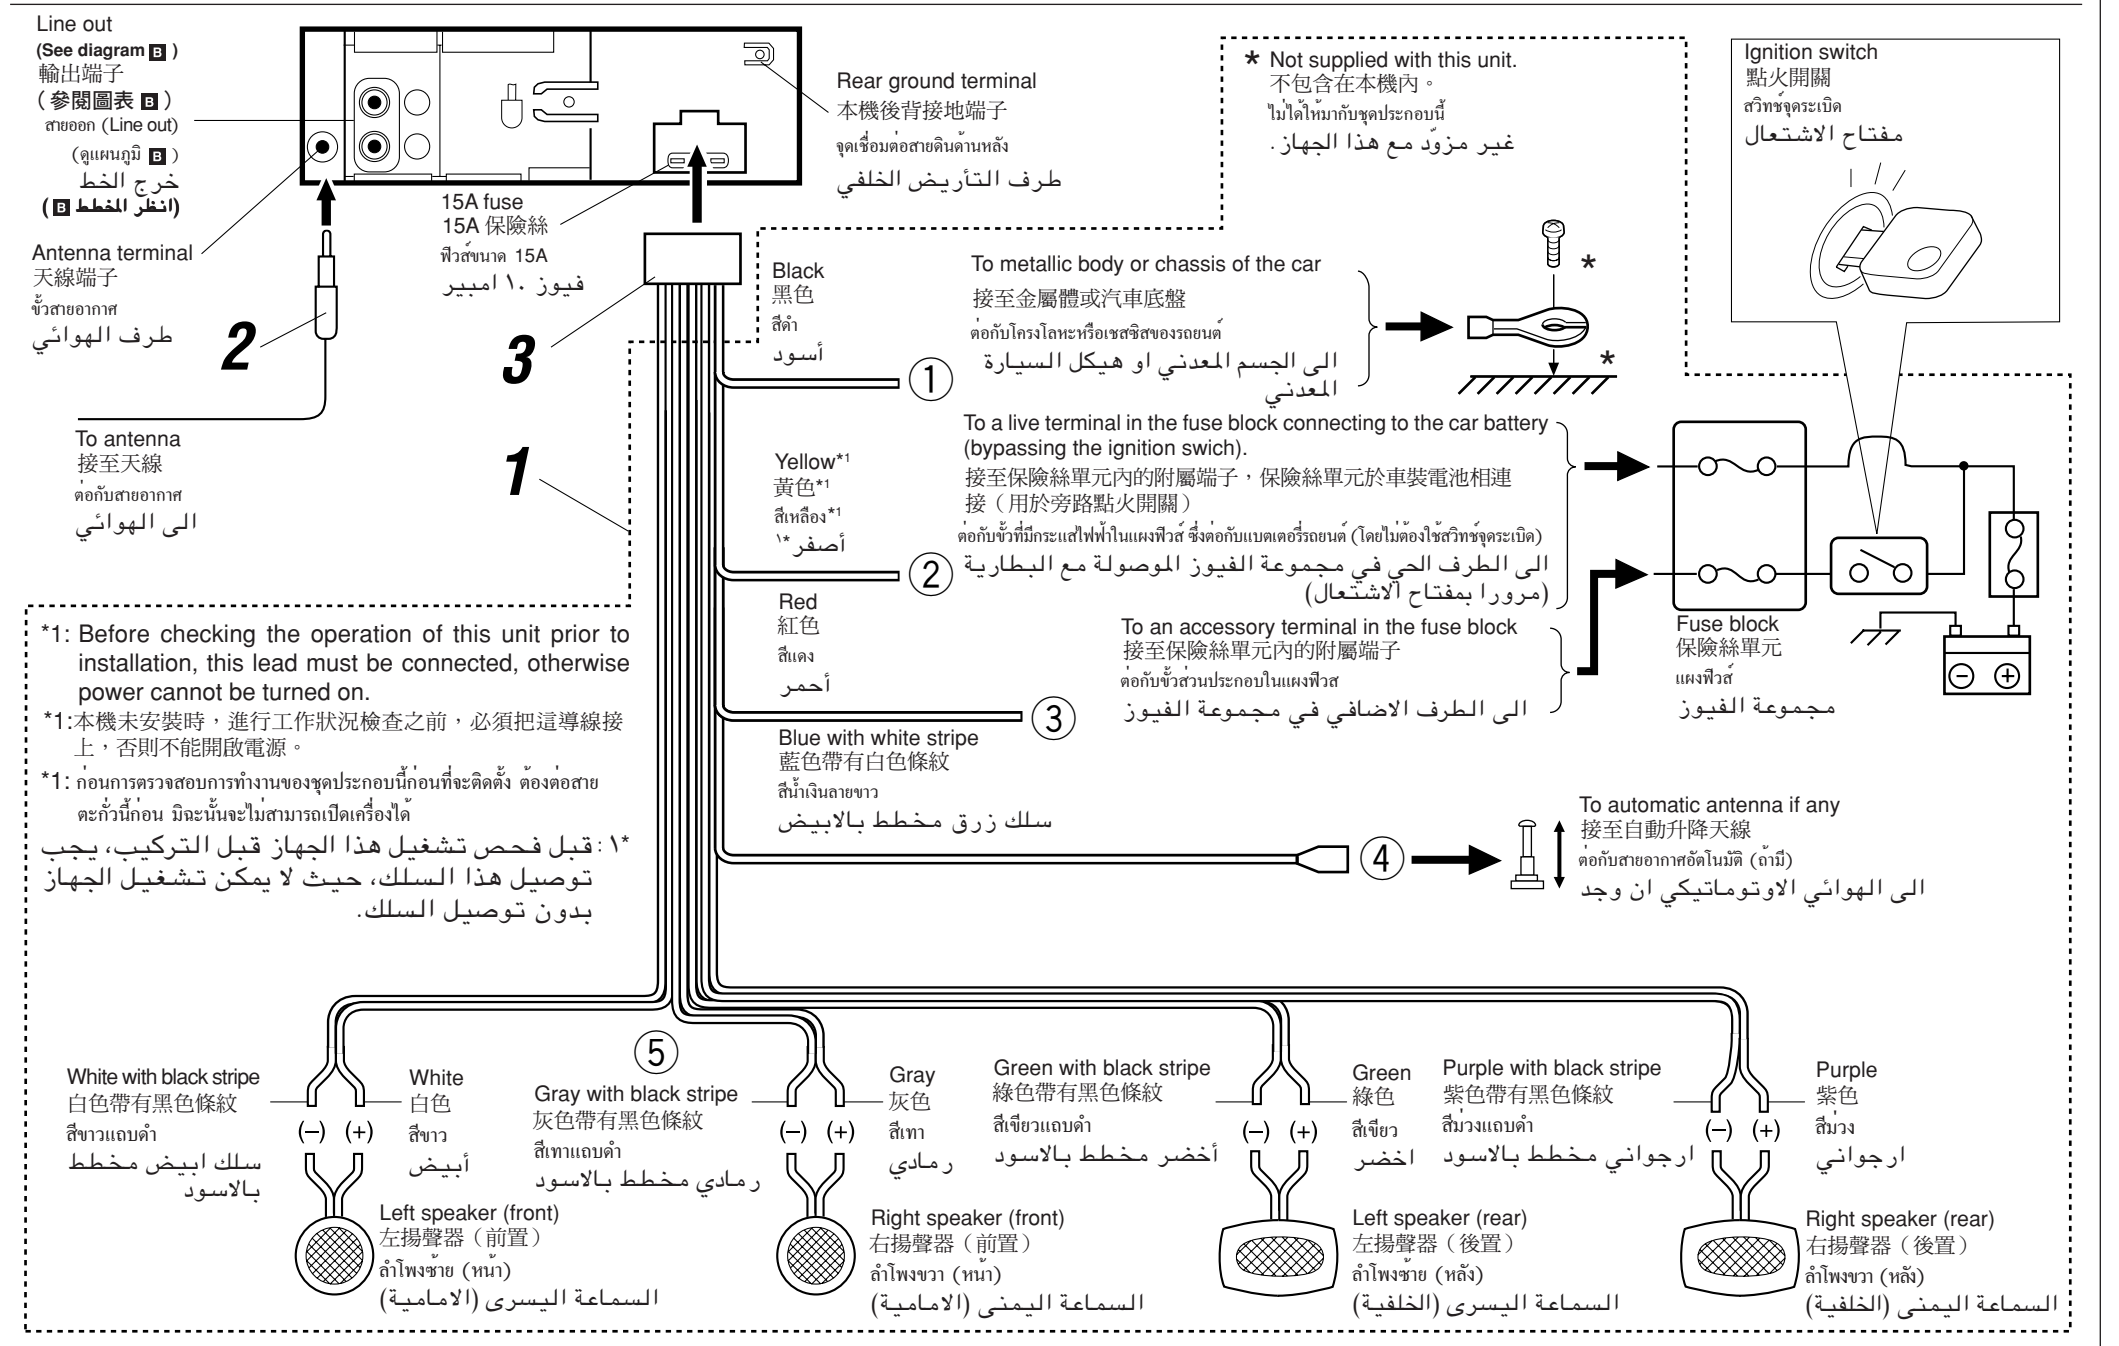 Line out
(See diagram B )
輸出端子
( 參閱圖表 B )
สายออก (Line out)
(ดูแผนภูมิ B )
خرج الخط
(انظر المخطط B )
Antenna terminal
天線端子
ขั้วสายอากาศ
طرف الهوائي
2
To antenna
接至天線
ต่อกับสายอากาศ
الى الهوائي
15A fuse
15A 保險絲
ฟิวส์ขนาด 15A
فيوز ١٠ امبير
3
1
Rear ground terminal
本機後背接地端子
จุดเชื่อมต่อสายดินด้านหลัง
طرف التأريض الخلفي
* Not supplied with this unit.
不包含在本機內。
ไม่ได้ให้มากับชุดประกอบนี้
غير مزوّد مع هذا الجهاز.
Ignition switch
點火開關
สวิทช์จุดระเบิด
مفتاح الاشتعال
Black
黑色
สีดำ
أسود
1
To metallic body or chassis of the car
接至金屬體或汽車底盤
ต่อกับโครงโลหะหรือเชสซิสของรถยนต์
الى الجسم المعدني او هيكل السيارة
المعدني
*
*
Yellow*1
黃色*1
สีเหลือง*1
أصفر*١
2
To a live terminal in the fuse block connecting to the car battery
(bypassing the ignition swich).
接至保險絲單元內的附屬端子，保險絲單元於車裝電池相連
接（用於旁路點火開關）
ต่อกับขั้วที่มีกระแสไฟฟ้าในแผงฟิวส์ ซึ่งต่อกับแบตเตอรี่รถยนต์ (โดยไม่ต้องใช้สวิทช์จุดระเบิด)
الى الطرف الحي في مجموعة الفيوز الموصولة مع البطارية
(مرورا بمفتاح الاشتعال)
Red
紅色
สีแดง
أحمر
3
To an accessory terminal in the fuse block
接至保險絲單元內的附屬端子
ต่อกับขั้วส่วนประกอบในแผงฟิวส
الى الطرف الاضافي في مجموعة الفيوز
Fuse block
保險絲單元
แผงฟิวส์
مجموعة الفيوز
− +
*1: Before checking the operation of this unit prior to
installation, this lead must be connected, otherwise
power cannot be turned on.
*1:本機未安裝時，進行工作狀況檢查之前，必須把這導線接
上，否則不能開啟電源。
*1: ก่อนการตรวจสอบการทำงานของชุดประกอบนี้ก่อนที่จะติดตั้ง ต้องต่อสาย
ตะกั่วนี้ก่อน มิฉะนั้นจะไม่สามารถเปิดเครื่องได้
*١: قبل فحص تشغيل هذا الجهاز قبل التركيب، يجب
توصيل هذا السلك، حيث لا يمكن تشغيل الجهاز
بدون توصيل السلك.
Blue with white stripe
藍色帶有白色條紋
สีน้ำเงินลายขาว
سلك زرق مخطط بالابيض
4
To automatic antenna if any
接至自動升降天線
ต่อกับสายอากาศอัตโนมัติ (ถ้ามี)
الى الهوائي الاوتوماتيكي ان وجد
5
White with black stripe
白色帶有黑色條紋
สีขาวแถบดำ
سلك ابيض مخطط
بالاسود
(−) (+)
White
白色
สีขาว
أبيض
Left speaker (front)
左揚聲器（前置）
ลำโพงซ้าย (หน้า)
السماعة اليسرى (الامامية)
Gray with black stripe
灰色帶有黑色條紋
สีเทาแถบดำ
رمادي مخطط بالاسود
(−) (+)
Gray
灰色
สีเทา
رمادي
Right speaker (front)
右揚聲器（前置）
ลำโพงขวา (หน้า)
السماعة اليمنى (الامامية)
Green with black stripe
綠色帶有黑色條紋
สีเขียวแถบดำ
أخضر مخطط بالاسود
(−) (+)
Green
綠色
สีเขียว
اخضر
Left speaker (rear)
左揚聲器（後置）
ลำโพงซ้าย (หลัง)
السماعة اليسرى (الخلفية)
Purple with black stripe
紫色帶有黑色條紋
สีม่วงแถบดำ
ارجواني مخطط بالاسود
(−) (+)
Purple
紫色
สีม่วง
ارجواني
Right speaker (rear)
右揚聲器（後置）
ลำโพงขวา (หลัง)
السماعة اليمنى (الخلفية)